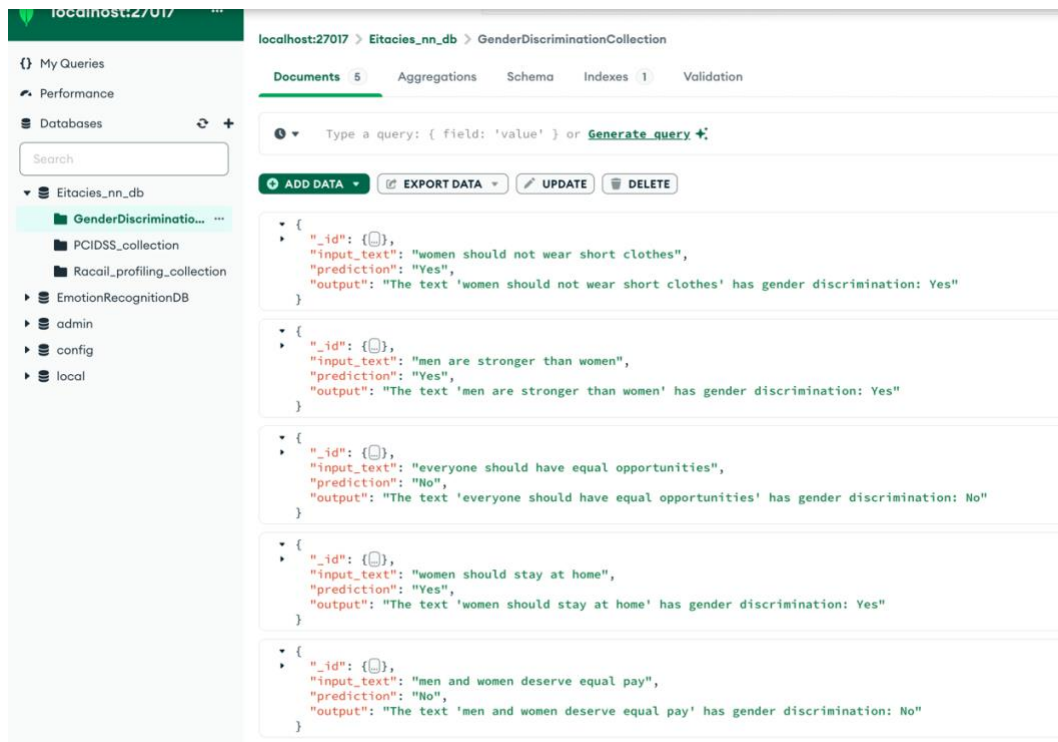 localhost:27017 ...
{} My Queries
Performance
Databases
Search
Eitacies_nn_db
GenderDiscriminatio... ...
PCIDSS_collection
Racail_profiling_collection
EmotionRecognitionDB
admin
config
local
localhost:27017 > Eitacies_nn_db > GenderDiscriminationCollection
Documents 5 Aggregations Schema Indexes 1 Validation
Type a query: { field: 'value' } or Generate query
ADD DATA EXPORT DATA UPDATE DELETE
{
"_id": {…},
"input_text": "women should not wear short clothes",
"prediction": "Yes",
"output": "The text 'women should not wear short clothes' has gender discrimination: Yes"
}
{
"_id": {…},
"input_text": "men are stronger than women",
"prediction": "Yes",
"output": "The text 'men are stronger than women' has gender discrimination: Yes"
}
{
"_id": {…},
"input_text": "everyone should have equal opportunities",
"prediction": "No",
"output": "The text 'everyone should have equal opportunities' has gender discrimination: No"
}
{
"_id": {…},
"input_text": "women should stay at home",
"prediction": "Yes",
"output": "The text 'women should stay at home' has gender discrimination: Yes"
}
{
"_id": {…},
"input_text": "men and women deserve equal pay",
"prediction": "No",
"output": "The text 'men and women deserve equal pay' has gender discrimination: No"
}